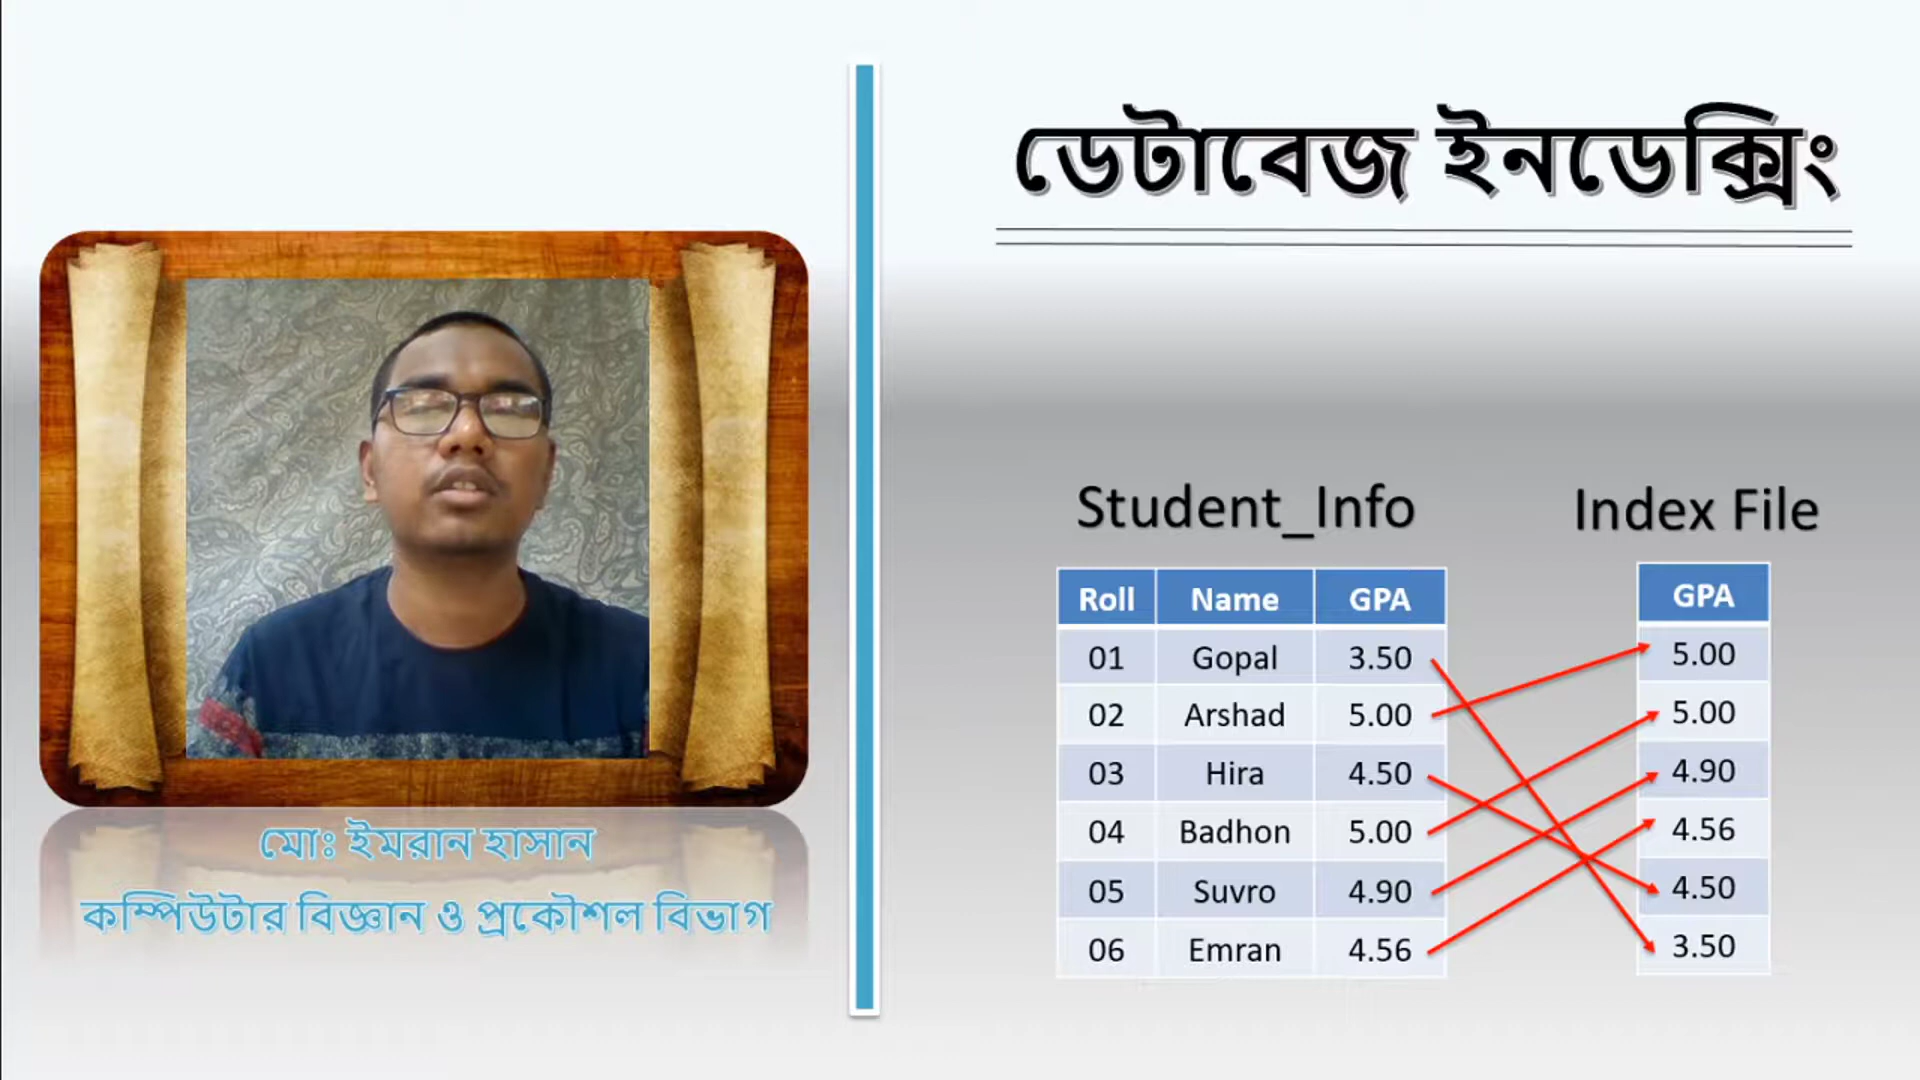 ডেটাবেজ ইনডেক্সিং
মোঃ ইমরান হাসান
কম্পিউটার বিজ্ঞান ও প্রকৌশল বিভাগ
Student_Info
Roll Name GPA
01 Gopal 3.50
02 Arshad 5.00
03 Hira 4.50
04 Badhon 5.00
05 Suvro 4.90
06 Emran 4.56
Index File
GPA
5.00
5.00
4.90
4.56
4.50
3.50